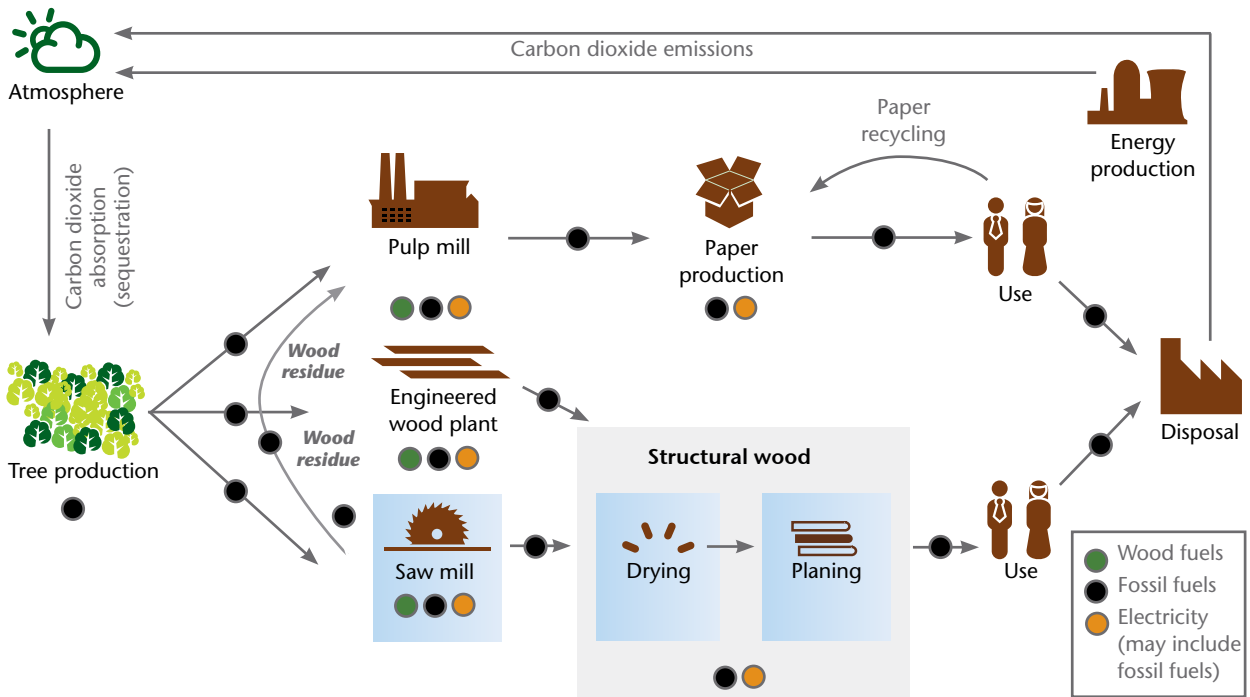 Carbon dioxide emissions
Atmosphere
Energy
production
Paper
recycling
Carbon dioxide
absorption
(sequestration)
Pulp mill
Paper
production
Use
Wood
residue
Engineered
wood plant
Wood
residue
Tree production
Disposal
Structural wood
Saw mill
Drying
Planing
Use
Wood fuels
Fossil fuels
Electricity
(may include
fossil fuels)